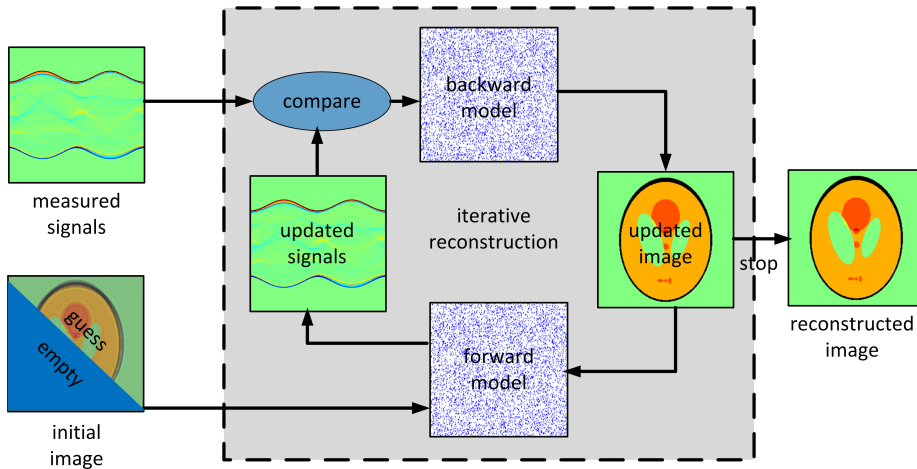 measured
signals
guess
empty
initial
image
compare
updated
signals
backward
model
iterative
reconstruction
forward
model
updated
image
stop
reconstructed
image